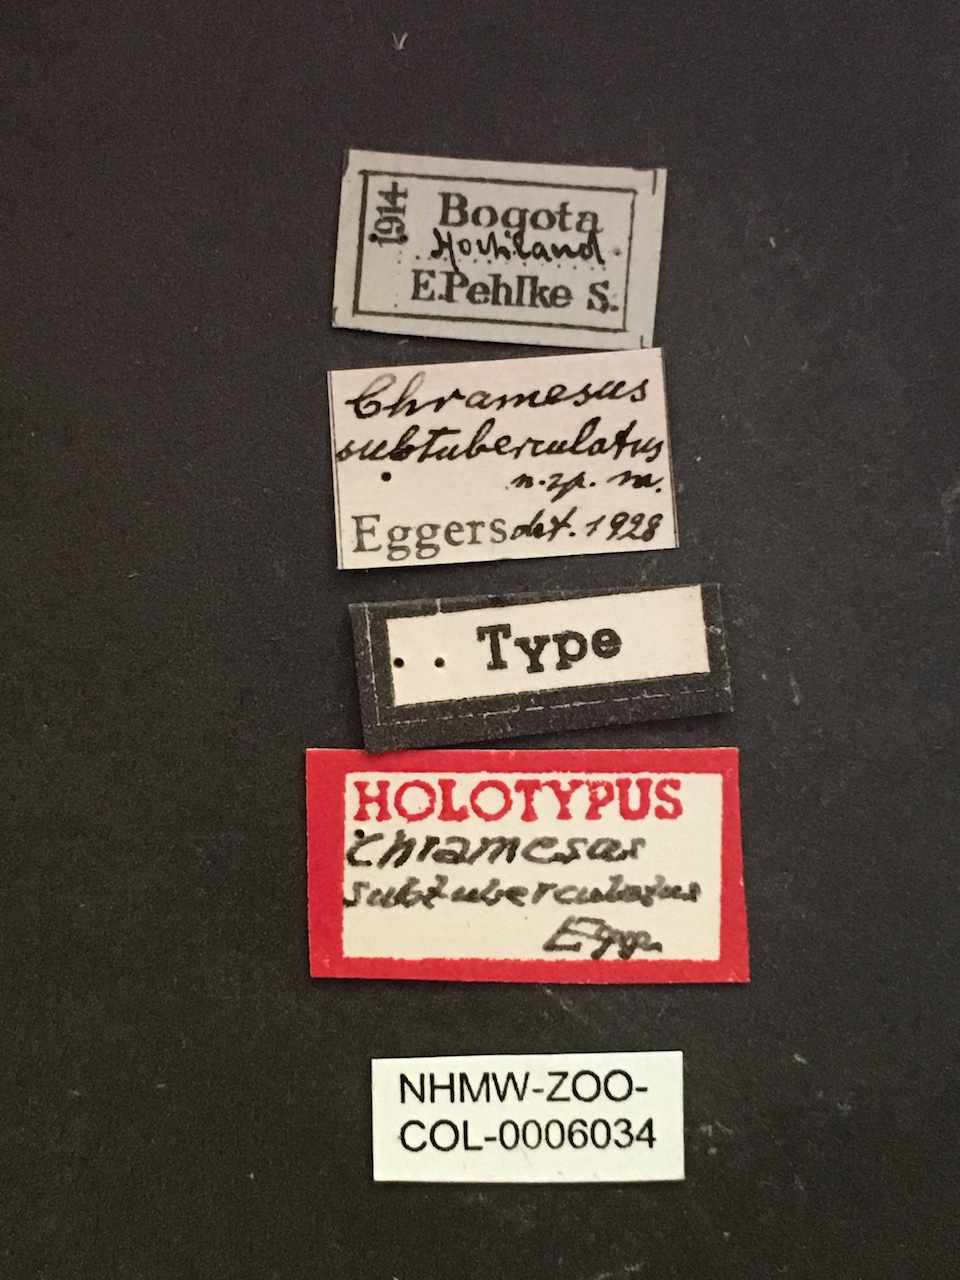 1914
Bogota
Hochland
E.Pehlke S.
Chramesus
subtuberculatus
n. sp. m.
Eggers det. 1928
Type
HOLOTYPUS
Chramesus
subtuberculatus
Egg.
NHMW-ZOO-
COL-0006034